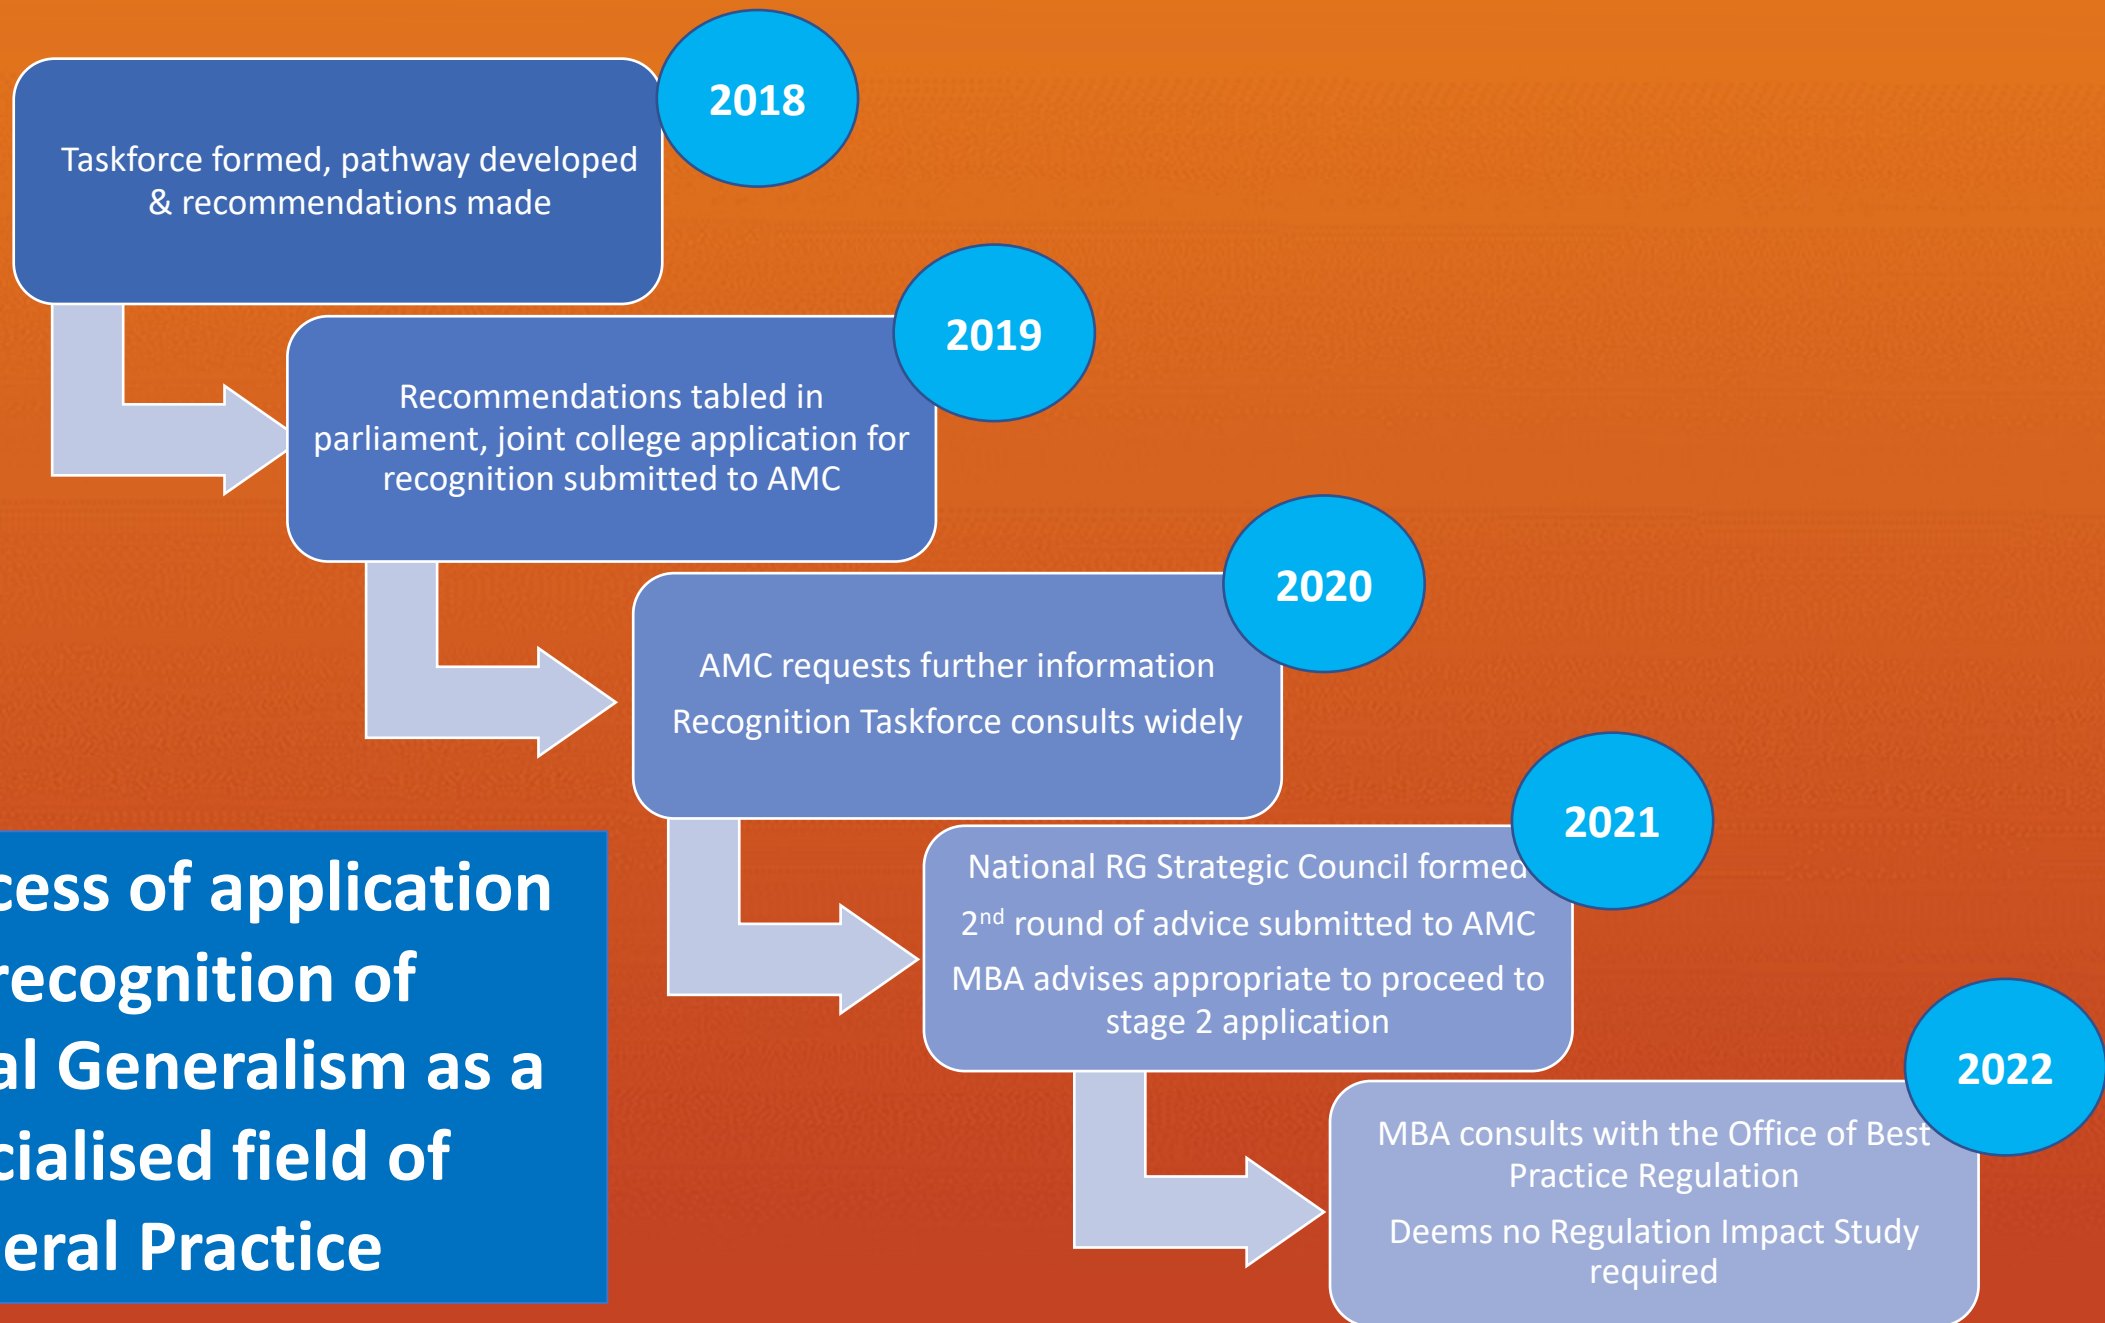 2018
Taskforce formed, pathway developed
& recommendations made
2019
Recommendations tabled in
parliament, joint college application for
recognition submitted to AMC
2020
AMC requests further information
Recognition Taskforce consults widely
2021
National RG Strategic Council formed
2nd round of advice submitted to AMC
MBA advises appropriate to proceed to
stage 2 application
2022
MBA consults with the Office of Best
Practice Regulation
Deems no Regulation Impact Study
required
cess of application
recognition of
al Generalism as a
cialised field of
eral Practice